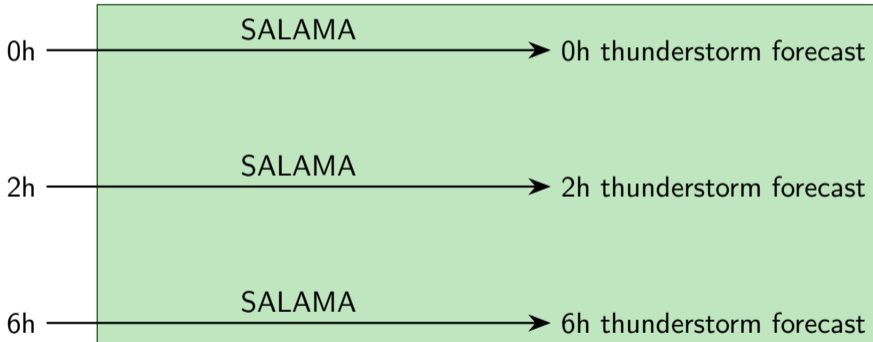 SALAMA
0h 0h thunderstorm forecast
SALAMA
2h 2h thunderstorm forecast
SALAMA
6h 6h thunderstorm forecast